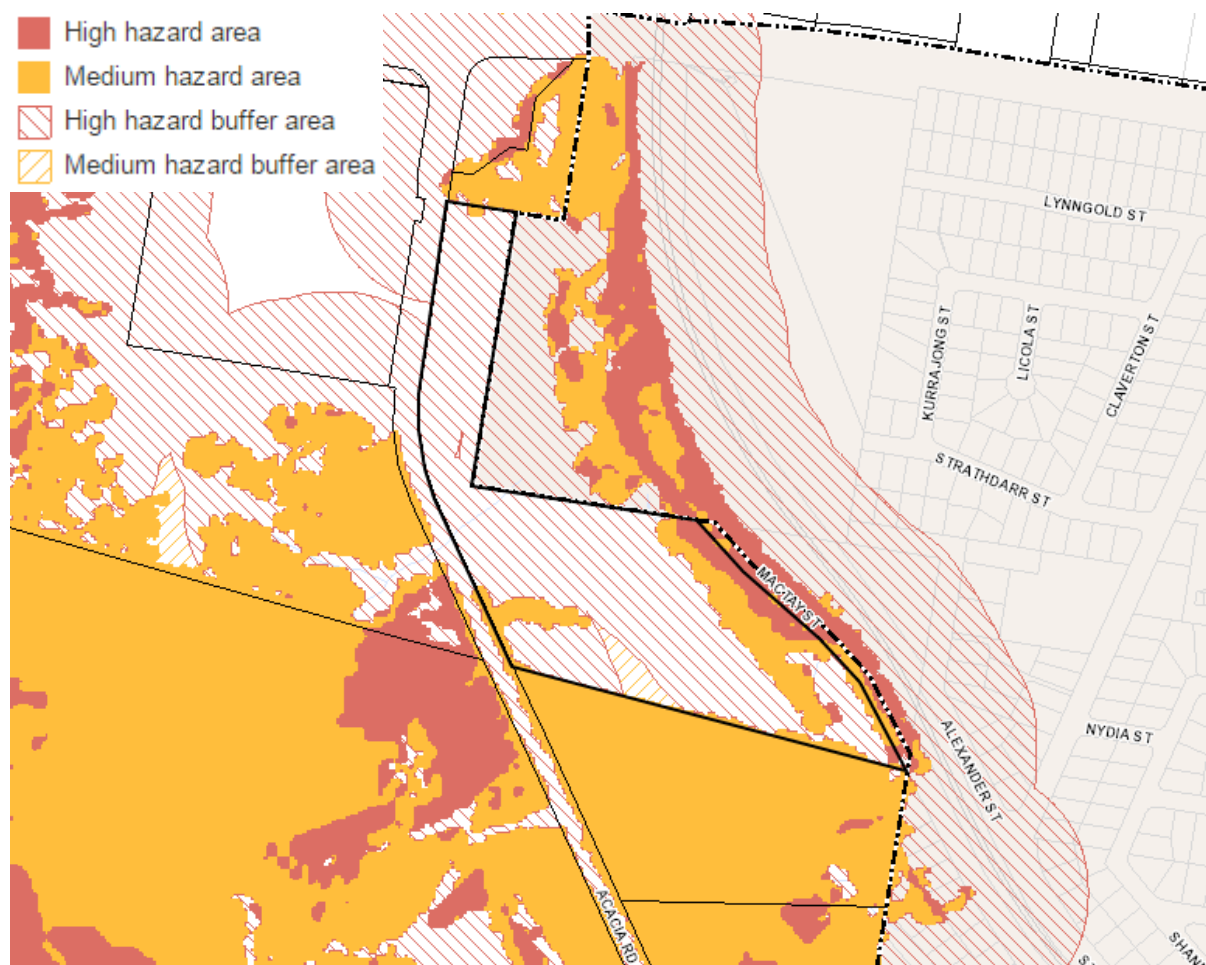 High hazard area
Medium hazard area
High hazard buffer area
Medium hazard buffer area
LYNNGOLD ST
KURRAJONG ST
LICOLA ST
CLAVERTON ST
STRATHDARR ST
MACTAY ST
NYDIA ST
ALEXANDER ST
ACACIA RD